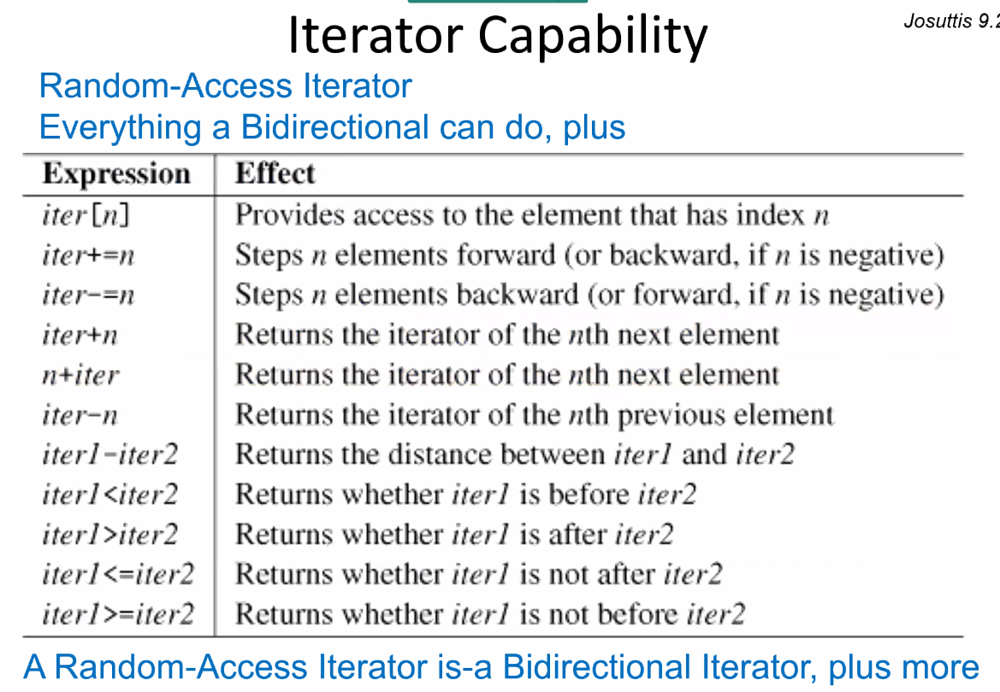 Iterator Capability
Josuttis 9.2
Random-Access Iterator
Everything a Bidirectional can do, plus
Expression Effect
iter[n] Provides access to the element that has index n
iter+=n Steps n elements forward (or backward, if n is negative)
iter-=n Steps n elements backward (or forward, if n is negative)
iter+n Returns the iterator of the nth next element
n+iter Returns the iterator of the nth next element
iter-n Returns the iterator of the nth previous element
iter1-iter2 Returns the distance between iter1 and iter2
iter1<iter2 Returns whether iter1 is before iter2
iter1>iter2 Returns whether iter1 is after iter2
iter1<=iter2 Returns whether iter1 is not after iter2
iter1>=iter2 Returns whether iter1 is not before iter2
A Random-Access Iterator is-a Bidirectional Iterator, plus more